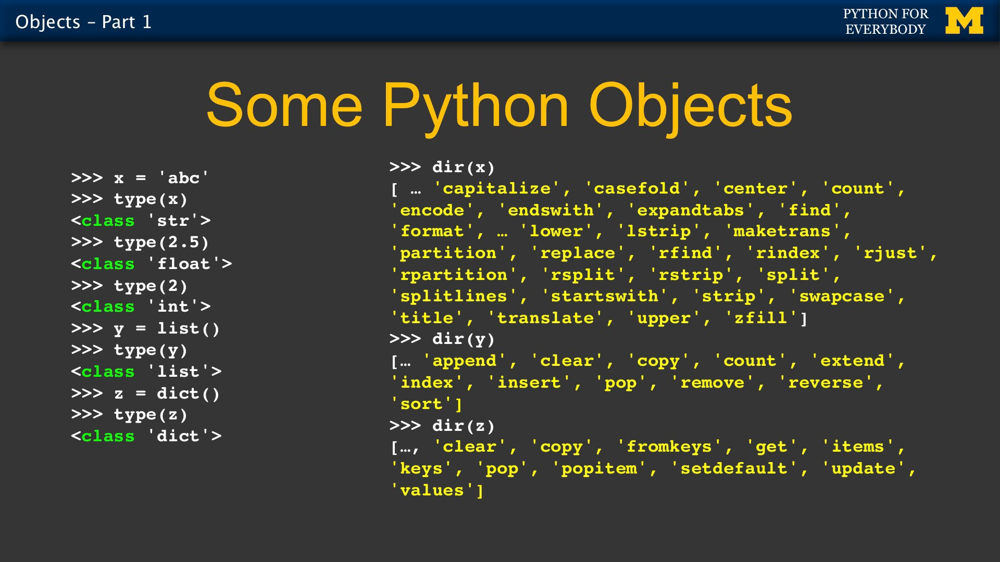 Objects – Part 1
PYTHON FOR
EVERYBODY
M
Some Python Objects
>>> x = 'abc'
>>> type(x)
<class 'str'>
>>> type(2.5)
<class 'float'>
>>> type(2)
<class 'int'>
>>> y = list()
>>> type(y)
<class 'list'>
>>> z = dict()
>>> type(z)
<class 'dict'>
>>> dir(x)
[ … 'capitalize', 'casefold', 'center', 'count',
'encode', 'endswith', 'expandtabs', 'find',
'format', … 'lower', 'lstrip', 'maketrans',
'partition', 'replace', 'rfind', 'rindex', 'rjust',
'rpartition', 'rsplit', 'rstrip', 'split',
'splitlines', 'startswith', 'strip', 'swapcase',
'title', 'translate', 'upper', 'zfill']
>>> dir(y)
[… 'append', 'clear', 'copy', 'count', 'extend',
'index', 'insert', 'pop', 'remove', 'reverse',
'sort']
>>> dir(z)
[…, 'clear', 'copy', 'fromkeys', 'get', 'items',
'keys', 'pop', 'popitem', 'setdefault', 'update',
'values']